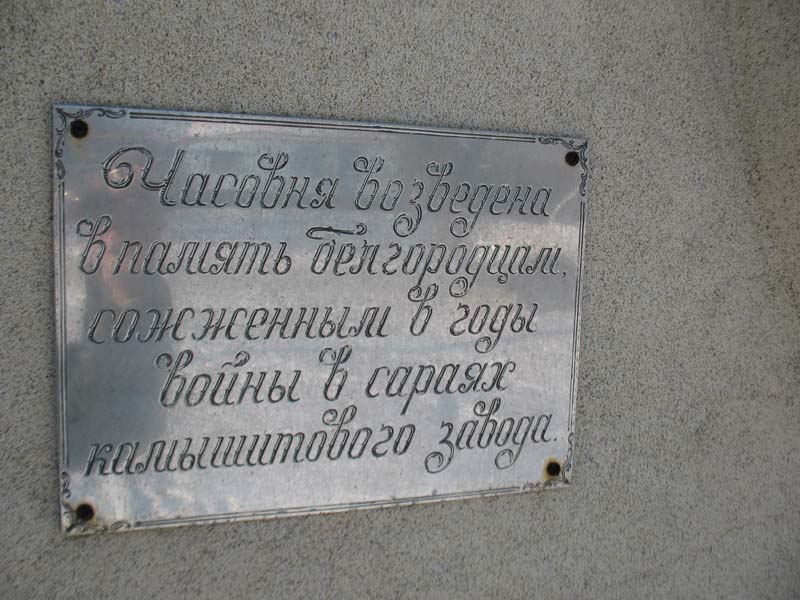 Часовня возведена
в память белгородцам,
сожженным в годы
войны в сараях
камышитового завода.